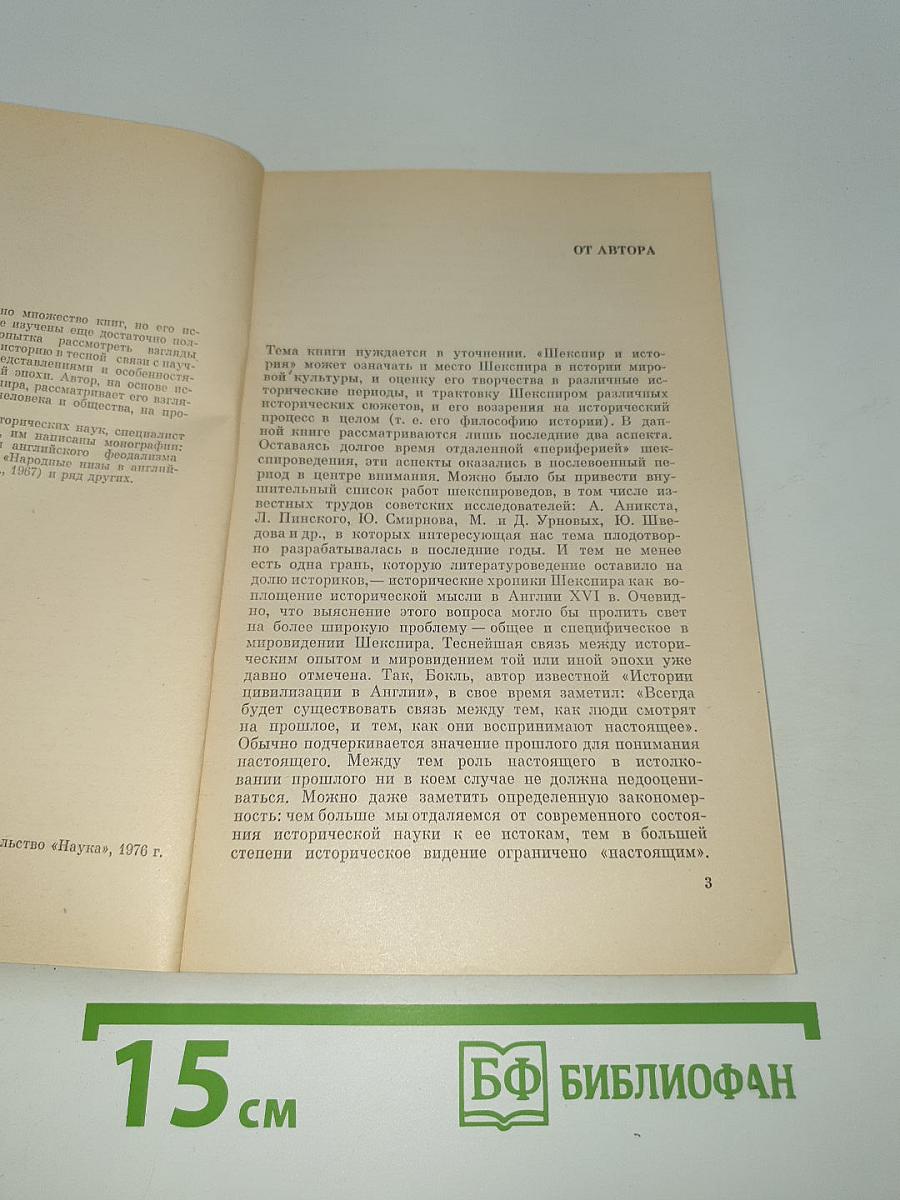 но множество книг, но его ис-
е изучены еще достаточно пол-
опытка рассмотреть взгляды
историю в тесной связи с науч-
едставлениями и особенностя-
й эпохи. Автор, на основе ис-
пира, рассматривает его взгля-
человека и общества, на про-
торических наук, специалист
, им написаны монографии:
и английского феодализма
«Народные низы в англий-
., 1967) и ряд других.
льство «Наука», 1976 г.
ОТ АВТОРА
Тема книги нуждается в уточнении. «Шекспир и исто-
рия» может означать и место Шекспира в истории миро-
вой культуры, и оценку его творчества в различные ис-
торические периоды, и трактовку Шекспиром различных
исторических сюжетов, и его воззрения на исторический
процесс в целом (т. е. его философию истории). В дан-
ной книге рассматриваются лишь последние два аспекта.
Оставаясь долгое время отдаленной «периферией» шек-
спироведения, эти аспекты оказались в послевоенный пе-
риод в центре внимания. Можно было бы привести вну-
шительный список работ шекспироведов, в том числе из-
вестных трудов советских исследователей: А. Аникста,
Л. Пинского, Ю. Смирнова, М. и Д. Урновых, Ю. Шве-
дова и др., в которых интересующая нас тема плодотвор-
но разрабатывалась в последние годы. И тем не менее
есть одна грань, которую литературоведение оставило на
долю историков,— исторические хроники Шекспира как во-
площение исторической мысли в Англии XVI в. Очевид-
но, что выяснение этого вопроса могло бы пролить свет
на более широкую проблему — общее и специфическое в
мировидении Шекспира. Теснейшая связь между истори-
ческим опытом и мировидением той или иной эпохи уже
давно отмечена. Так, Бокль, автор известной «Истории
цивилизации в Англии», в свое время заметил: «Всегда
будет существовать связь между тем, как люди смотрят
на прошлое, и тем, как они воспринимают настоящее».
Обычно подчеркивается значение прошлого для понимания
настоящего. Между тем роль настоящего в истолко-
вании прошлого ни в коем случае не должна недооцени-
ваться. Можно даже заметить определенную закономер-
ность: чем больше мы отдаляемся от современного состоя-
ния исторической науки к ее истокам, тем в большей
степени историческое видение ограничено «настоящим».
3
15 см
БФ БИБЛИОФАН